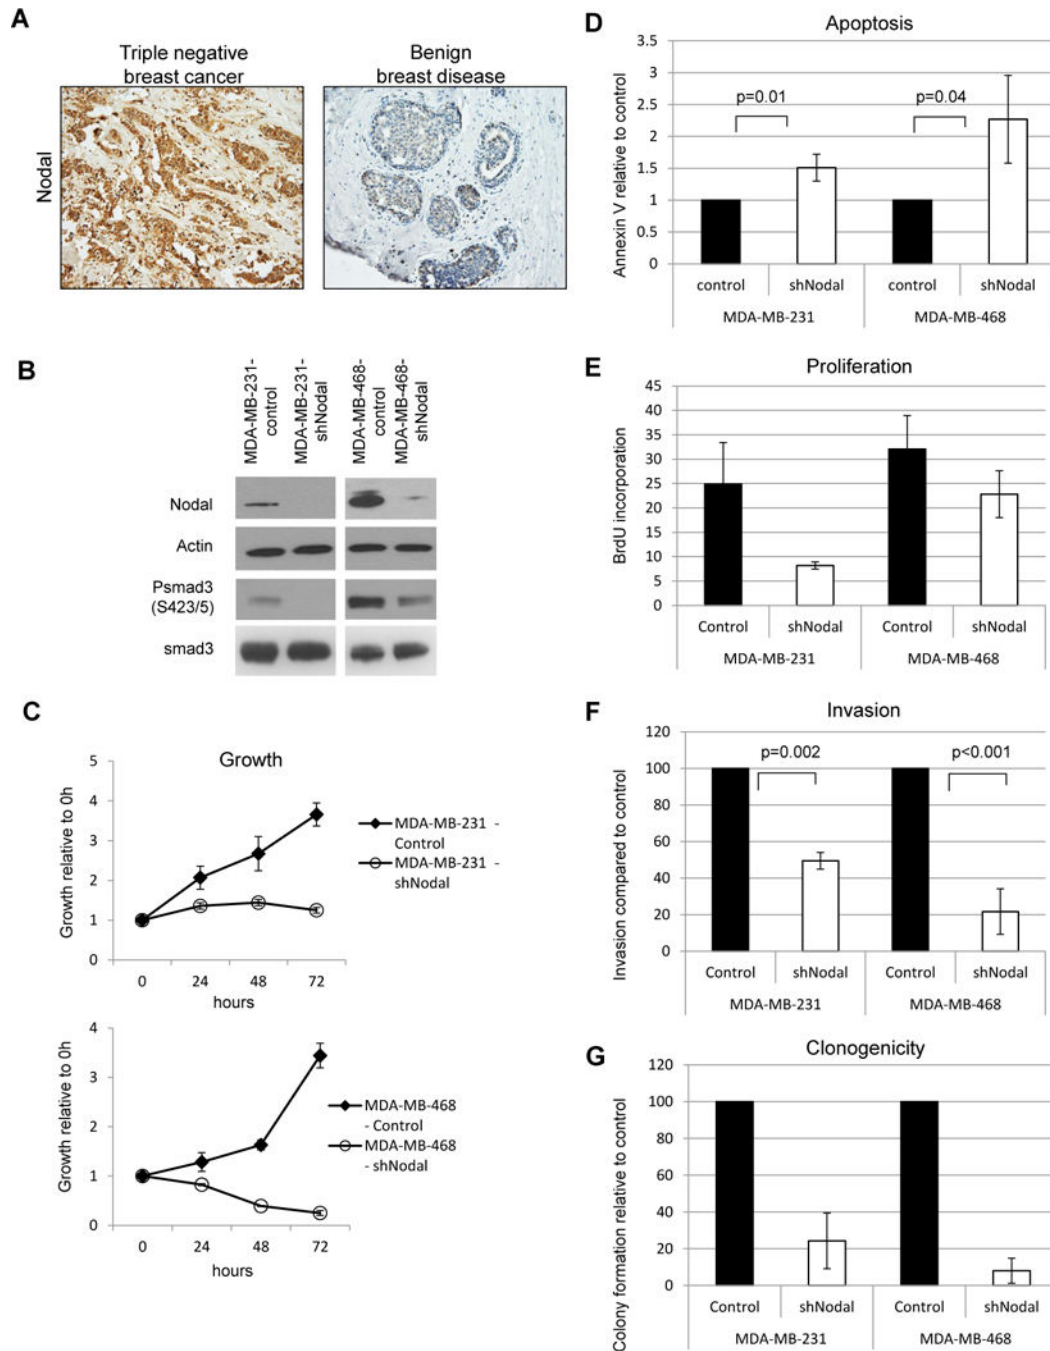 A
Triple negative
breast cancer
Benign
breast disease
Nodal
B
MDA-MB-231-
control
MDA-MB-231-
shNodal
MDA-MB-468-
control
MDA-MB-468-
shNodal
Nodal
Actin
Psmad3
(S423/5)
smad3
C
Growth
Growth relative to 0h
5
4
3
2
1
0
0 24 48 72
hours
MDA-MB-231 -
Control
MDA-MB-231 -
shNodal
Growth relative to 0h
4
3
2
1
0
0 24 48 72
hours
MDA-MB-468
- Control
MDA-MB-468
- shNodal
D
Apoptosis
Annexin V relative to control
3.5
3
2.5
2
1.5
1
0.5
0
p=0.01
p=0.04
control shNodal control shNodal
MDA-MB-231 MDA-MB-468
E
Proliferation
BrdU incorporation
45
40
35
30
25
20
15
10
5
0
Control shNodal Control shNodal
MDA-MB-231 MDA-MB-468
F
Invasion
Invasion compared to control
120
100
80
60
40
20
0
p=0.002
p<0.001
Control shNodal Control shNodal
MDA-MB-231 MDA-MB-468
G
Clonogenicity
Colony formation relative to control
120
100
80
60
40
20
0
Control shNodal Control shNodal
MDA-MB-231 MDA-MB-468